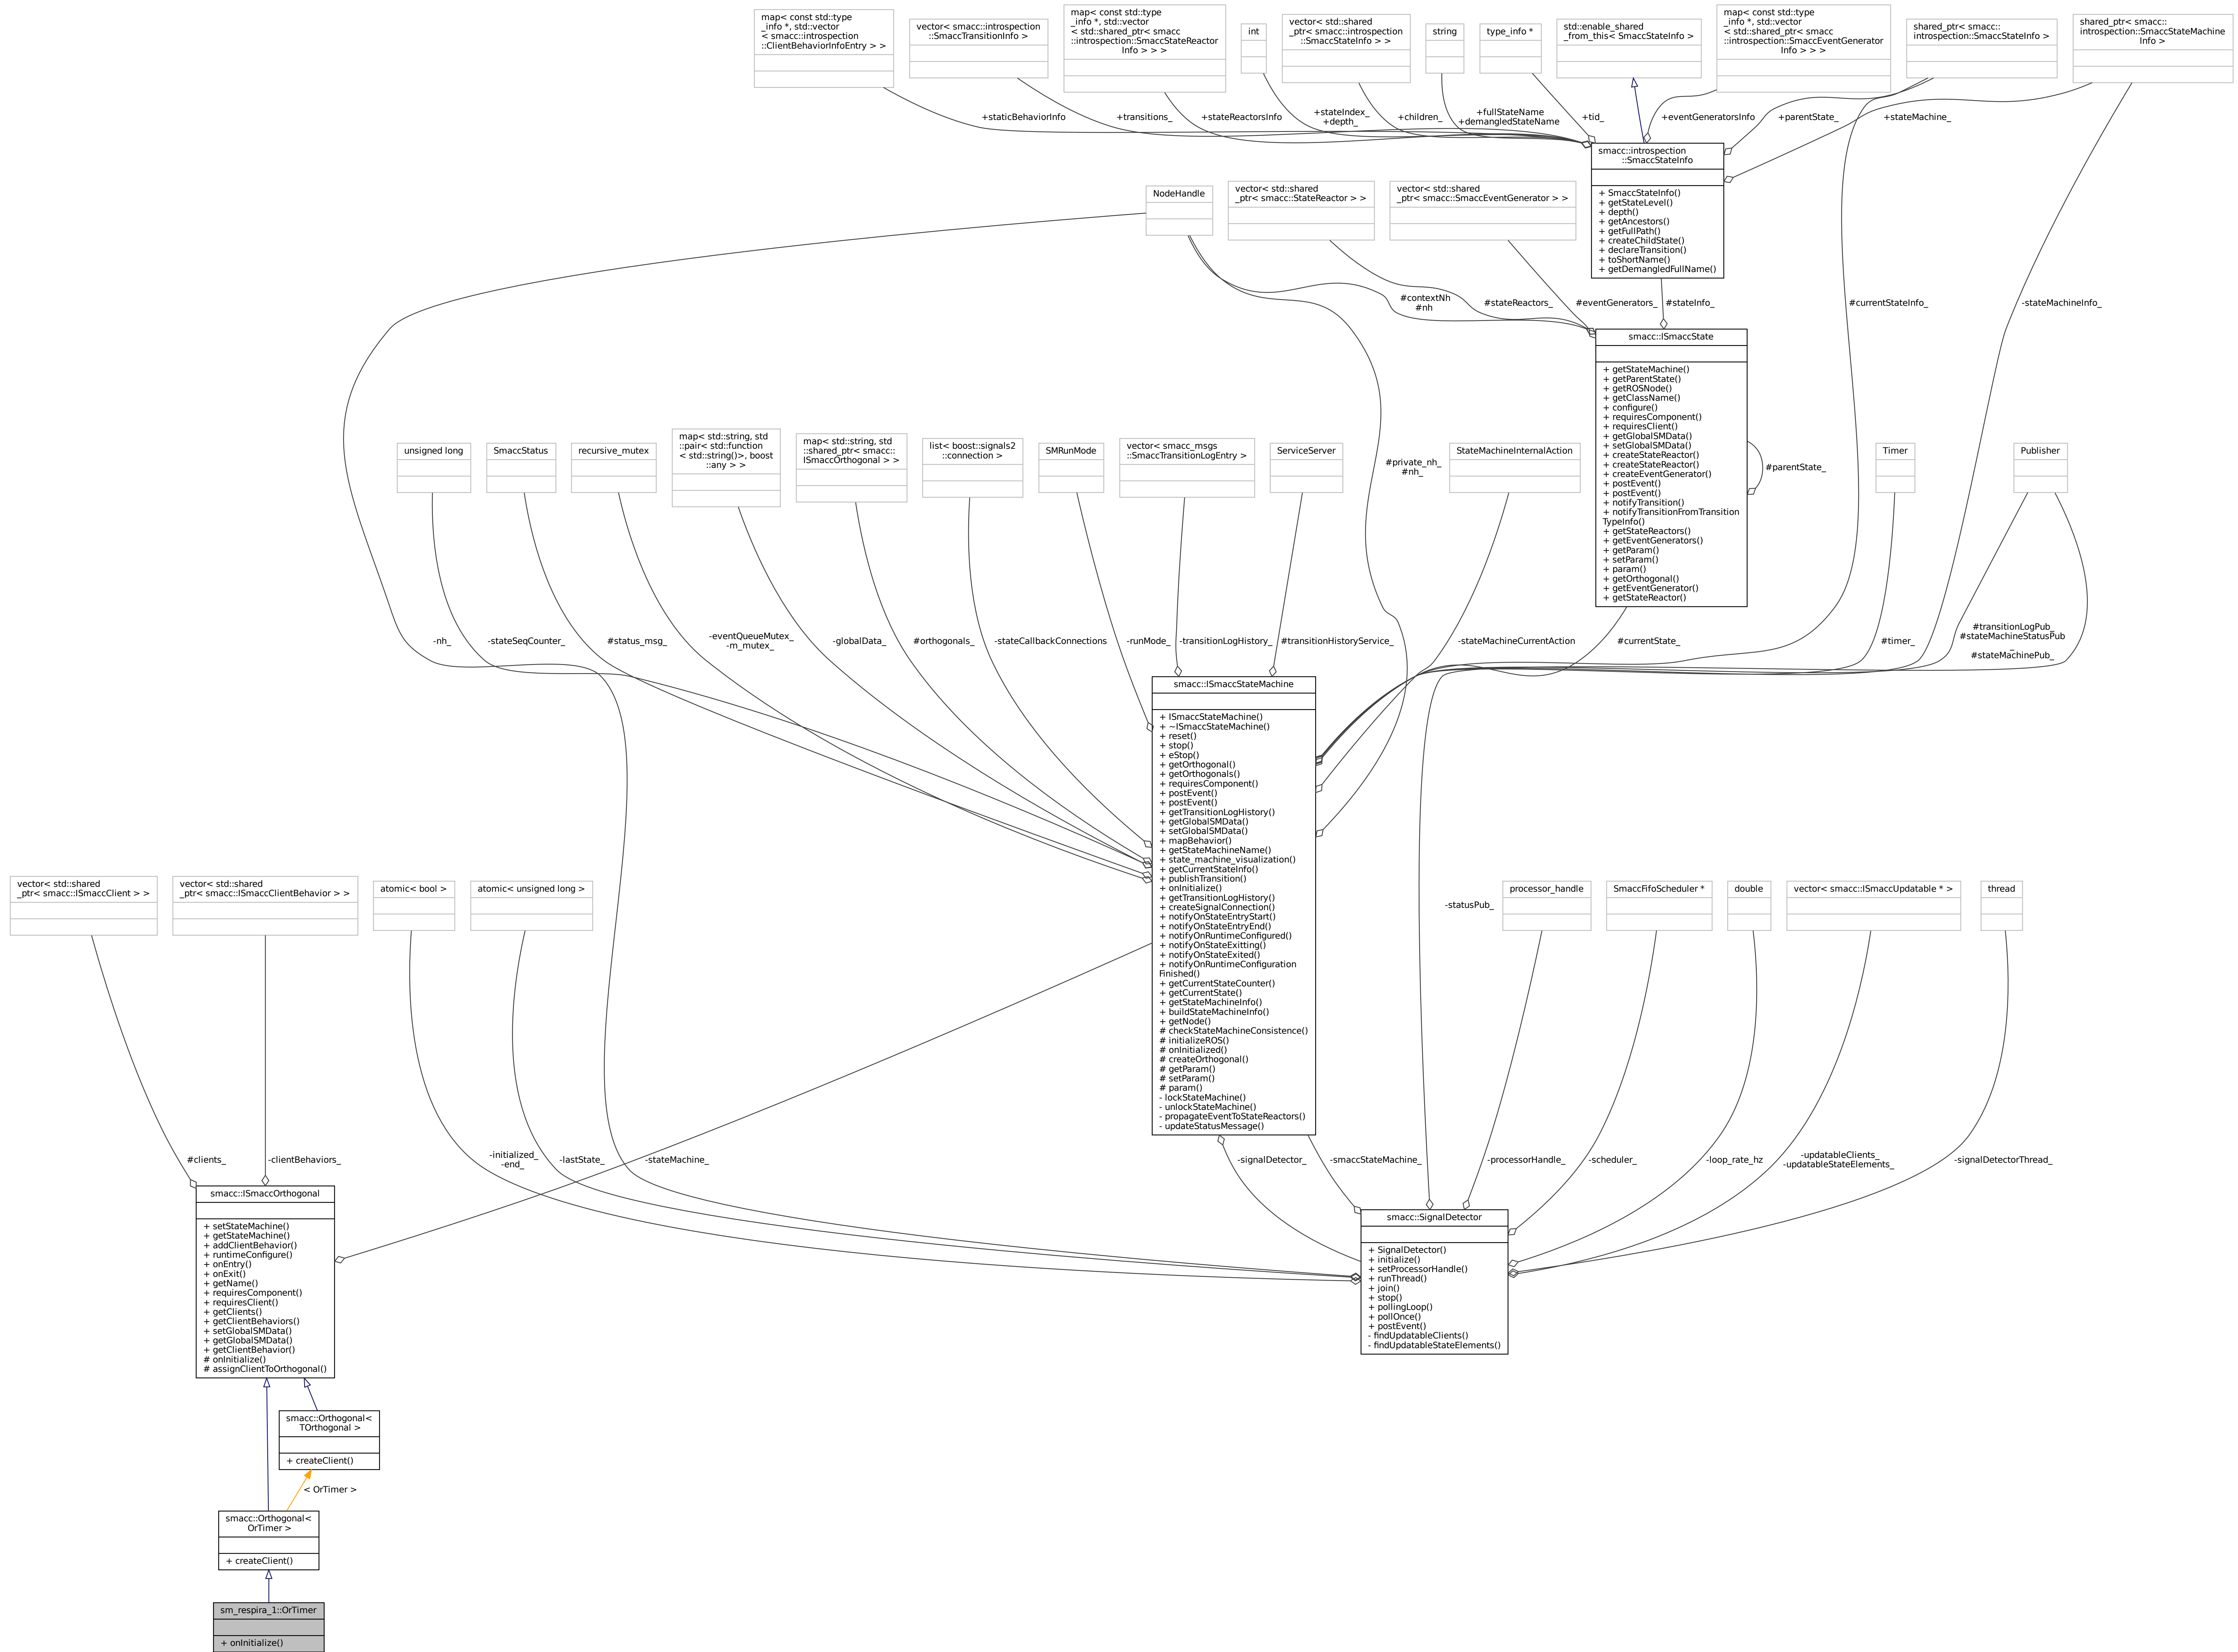 map< const std::type
_info *, std::vector
< smacc::introspection
::ClientBehaviorInfoEntry > >
vector< smacc::introspection
::SmaccTransitionInfo >
map< const std::type
_info *, std::vector
< std::shared_ptr< smacc
::introspection::SmaccStateReactor
Info > > >
int
vector< std::shared
_ptr< smacc::introspection
::SmaccStateInfo > >
string
type_info *
std::enable_shared
_from_this< SmaccStateInfo >
map< const std::type
_info *, std::vector
< std::shared_ptr< smacc
::introspection::SmaccEventGenerator
Info > > >
shared_ptr< smacc::
introspection::SmaccStateInfo >
shared_ptr< smacc::
introspection::SmaccStateMachine
Info >
+staticBehaviorInfo
+transitions_
+stateReactorsInfo
+stateIndex_
+depth_
+children_
+fullStateName
+demangledStateName
+tid_
+eventGeneratorsInfo
+parentState_
+stateMachine_
smacc::introspection
::SmaccStateInfo
+ SmaccStateInfo()
+ getStateLevel()
+ depth()
+ getAncestors()
+ getFullPath()
+ createChildState()
+ declareTransition()
+ toShortName()
+ getDemangledFullName()
NodeHandle
vector< std::shared
_ptr< smacc::StateReactor > >
vector< std::shared
_ptr< smacc::SmaccEventGenerator > >
#contextNh
#nh
#stateReactors_
#eventGenerators_
#stateInfo_
#currentStateInfo_
-stateMachineInfo_
smacc::ISmaccState
+ getStateMachine()
+ getParentState()
+ getROSNode()
+ getClassName()
+ configure()
+ requiresComponent()
+ requiresClient()
+ getGlobalSMData()
+ setGlobalSMData()
+ createStateReactor()
+ createStateReactor()
+ createEventGenerator()
+ postEvent()
+ postEvent()
+ notifyTransition()
+ notifyTransitionFromTransition
TypeInfo()
+ getStateReactors()
+ getEventGenerators()
+ getParam()
+ setParam()
+ param()
+ getOrthogonal()
+ getEventGenerator()
+ getStateReactor()
#parentState_
unsigned long
SmaccStatus
recursive_mutex
map< std::string, std
::pair< std::function
< std::string()>, boost
::any > >
map< std::string, std
::shared_ptr< smacc::
ISmaccOrthogonal > >
list< boost::signals2
::connection >
SMRunMode
vector< smacc_msgs
::SmaccTransitionLogEntry >
ServiceServer
#private_nh_
#nh_
StateMachineInternalAction
Timer
Publisher
-nh_
-stateSeqCounter_
#status_msg_
-eventQueueMutex_
-m_mutex_
-globalData_
#orthogonals_
-stateCallbackConnections
-runMode_
-transitionLogHistory_
#transitionHistoryService_
-stateMachineCurrentAction
#currentState_
#timer_
#transitionLogPub_
#stateMachineStatusPub
_
#stateMachinePub_
smacc::ISmaccStateMachine
+ ISmaccStateMachine()
+ ~ISmaccStateMachine()
+ reset()
+ stop()
+ eStop()
+ getOrthogonal()
+ getOrthogonals()
+ requiresComponent()
+ postEvent()
+ postEvent()
+ getTransitionLogHistory()
+ getGlobalSMData()
+ setGlobalSMData()
+ mapBehavior()
+ getStateMachineName()
+ state_machine_visualization()
+ getCurrentStateInfo()
+ publishTransition()
+ onInitialize()
+ getTransitionLogHistory()
+ createSignalConnection()
+ notifyOnStateEntryStart()
+ notifyOnStateEntryEnd()
+ notifyOnRuntimeConfigured()
+ notifyOnStateExitting()
+ notifyOnStateExited()
+ notifyOnRuntimeConfiguration
Finished()
+ getCurrentStateCounter()
+ getCurrentState()
+ getStateMachineInfo()
+ buildStateMachineInfo()
+ getNode()
# checkStateMachineConsistence()
# initializeROS()
# onInitialized()
# createOrthogonal()
# getParam()
# setParam()
# param()
- lockStateMachine()
- unlockStateMachine()
- propagateEventToStateReactors()
- updateStatusMessage()
vector< std::shared
_ptr< smacc::ISmaccClient > >
vector< std::shared
_ptr< smacc::ISmaccClientBehavior > >
atomic< bool >
atomic< unsigned long >
-statusPub_
processor_handle
SmaccFifoScheduler *
double
vector< smacc::ISmaccUpdatable * >
thread
#clients_
-clientBehaviors_
-initialized_
-end_
-lastState_
-stateMachine_
-signalDetector_
-smaccStateMachine_
-processorHandle_
-scheduler_
-loop_rate_hz
-updatableClients_
-updatableStateElements_
-signalDetectorThread_
smacc::ISmaccOrthogonal
+ setStateMachine()
+ getStateMachine()
+ addClientBehavior()
+ runtimeConfigure()
+ onEntry()
+ onExit()
+ getName()
+ requiresComponent()
+ requiresClient()
+ getClients()
+ getClientBehaviors()
+ setGlobalSMData()
+ getGlobalSMData()
+ getClientBehavior()
# onInitialize()
# assignClientToOrthogonal()
smacc::SignalDetector
+ SignalDetector()
+ initialize()
+ setProcessorHandle()
+ runThread()
+ join()
+ stop()
+ pollingLoop()
+ pollOnce()
+ postEvent()
- findUpdatableClients()
- findUpdatableStateElements()
smacc::Orthogonal<
TOrthogonal >
+ createClient()
< OrTimer >
smacc::Orthogonal<
OrTimer >
+ createClient()
sm_respira_1::OrTimer
+ onInitialize()